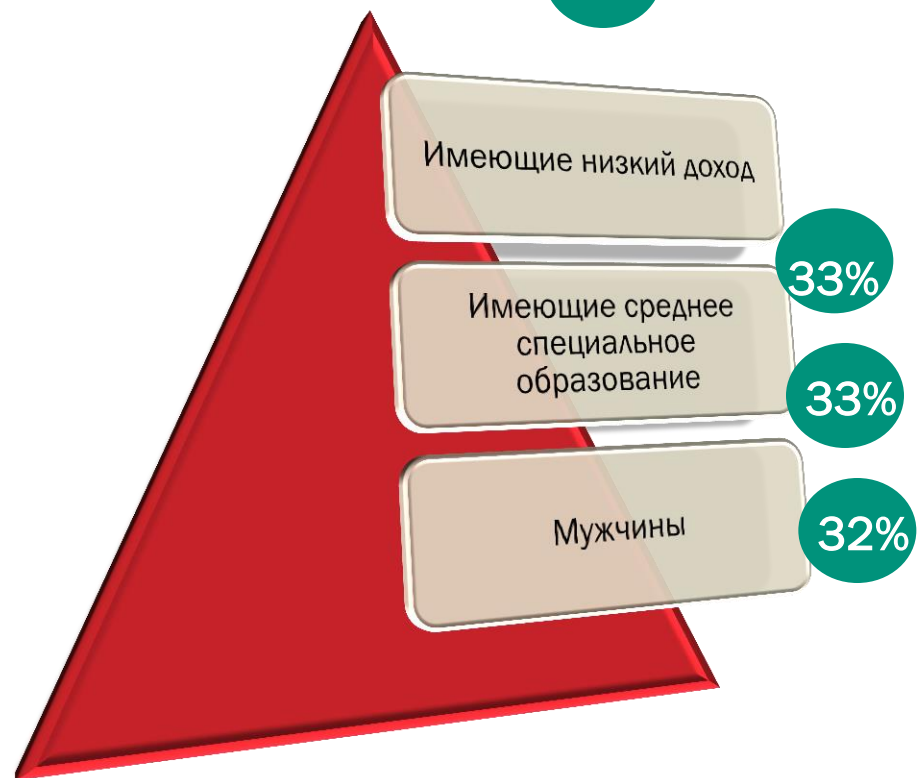 Имеющие низкий доход
33%
Имеющие среднее
специальное
образование
33%
Мужчины
32%